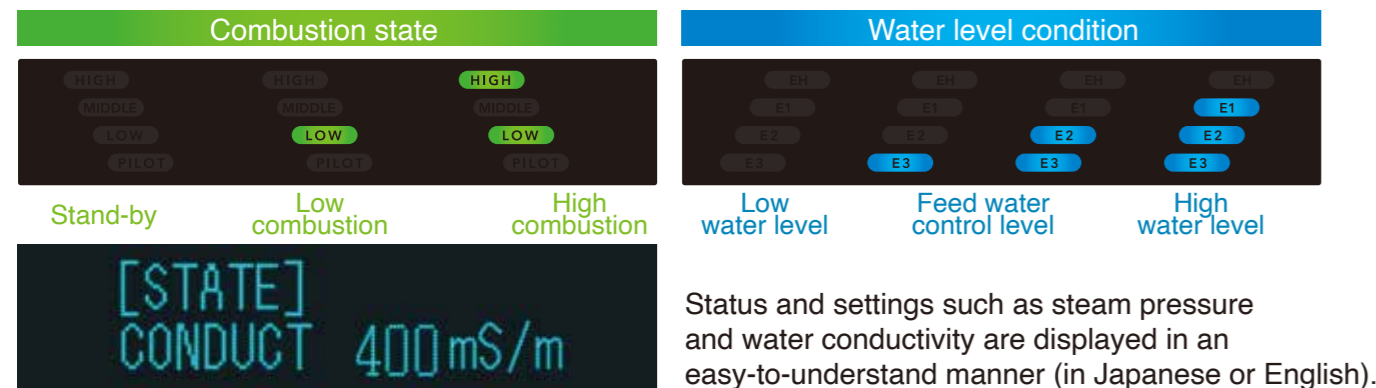 Combustion state
HIGH HIGH HIGH
MIDDLE MIDDLE MIDDLE
LOW LOW LOW
PILOT PILOT PILOT
Stand-by
Low
combustion
High
combustion
[STATE]
CONDUCT 400 mS/m
Water level condition
EH EH EH EH
E1 E1 E1 E1
E2 E2 E2 E2
E3 E3 E3 E3
Low
water level
Feed water
control level
High
water level
Status and settings such as steam pressure
and water conductivity are displayed in an
easy-to-understand manner (in Japanese or English).